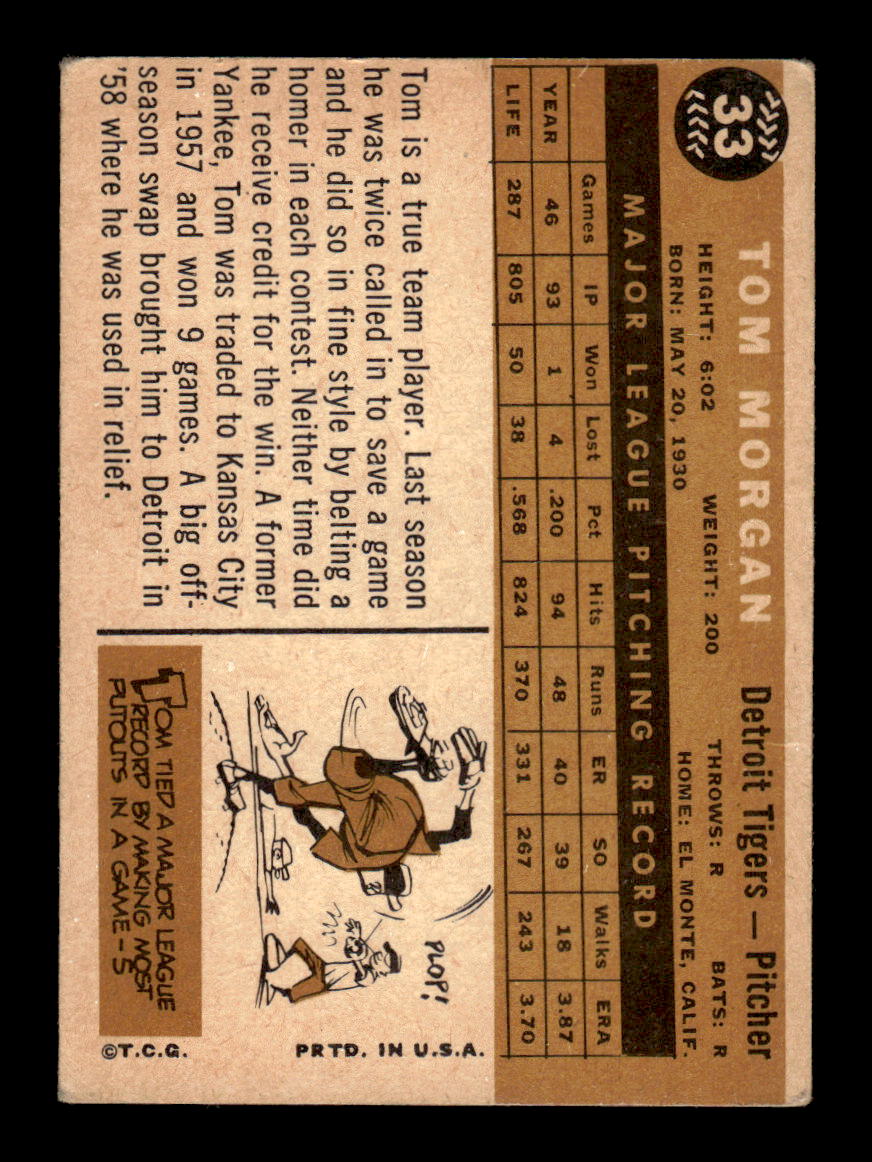 33
TOM MORGAN Detroit Tigers — Pitcher
HEIGHT: 6:02 WEIGHT: 200 THROWS: R BATS: R
BORN: MAY 20, 1930 HOME: EL MONTE, CALIF.
MAJOR LEAGUE PITCHING RECORD
Games IP Won Lost Pct Hits Runs ER SO Walks ERA
YEAR 46 93 1 4 .200 94 48 40 39 18 3.87
LIFE 287 805 50 38 .568 824 370 331 267 243 3.70
Tom is a true team player. Last season
he was twice called in to save a game
and he did so in fine style by belting a
homer in each contest. Neither time did
he receive credit for the win. A former
Yankee, Tom was traded to Kansas City
in 1957 and won 9 games. A big off-
season swap brought him to Detroit in
'58 where he was used in relief.
PLOP!
TOM TIED A MAJOR LEAGUE
RECORD BY MAKING MOST
PUTOUTS IN A GAME-5
©T.C.G. PRTD. IN U.S.A.